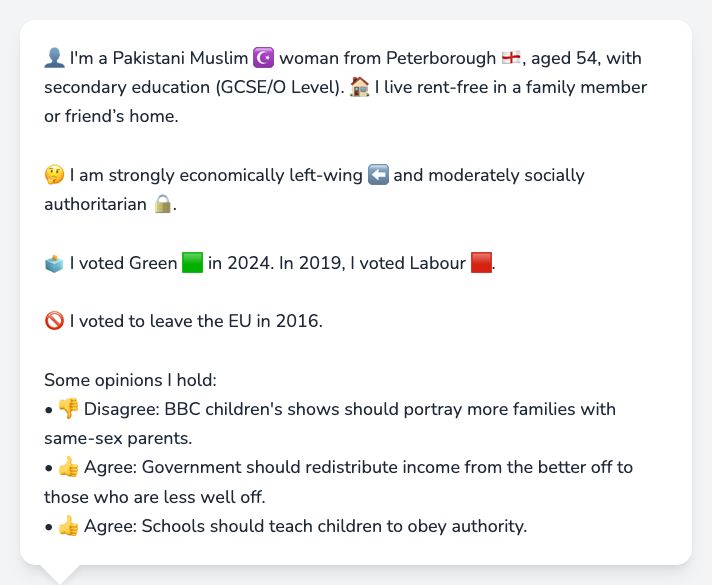 👤 I'm a Pakistani Muslim ☪️ woman from Peterborough 🏴󠁧󠁢󠁥󠁮󠁧󠁿, aged 54, with
secondary education (GCSE/O Level). 🏠 I live rent-free in a family member
or friend’s home.
🤔 I am strongly economically left-wing ⬅️ and moderately socially
authoritarian 🔒.
🗳️ I voted Green 🟩 in 2024. In 2019, I voted Labour 🟥.
🚫 I voted to leave the EU in 2016.
Some opinions I hold:
• 👎 Disagree: BBC children's shows should portray more families with
same-sex parents.
• 👍 Agree: Government should redistribute income from the better off to
those who are less well off.
• 👍 Agree: Schools should teach children to obey authority.